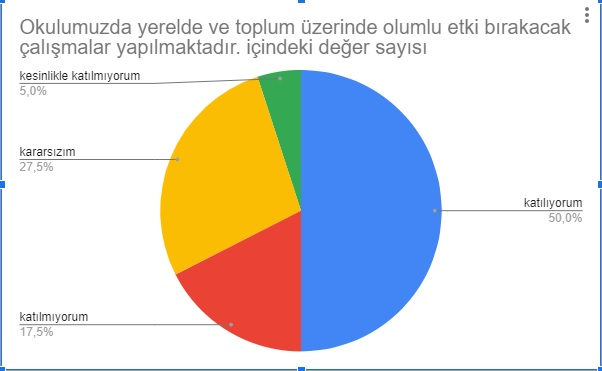 Okulumuzda yerelde ve toplum üzerinde olumlu etki bırakacak
çalışmalar yapılmaktadır. içindeki değer sayısı
kesinlikle katılmıyorum
5,0%
kararsızım
27,5%
katılıyorum
50,0%
katılmıyorum
17,5%